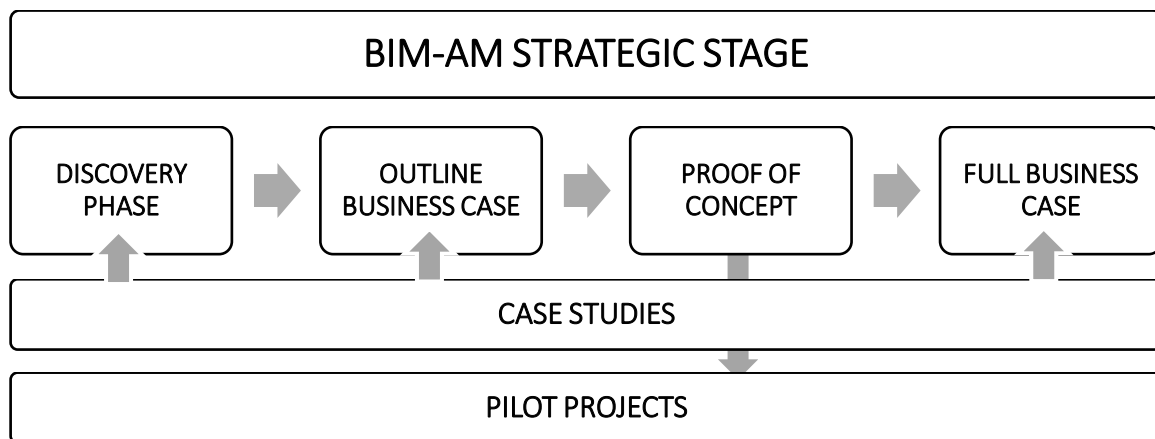 BIM-AM STRATEGIC STAGE
DISCOVERY
PHASE
OUTLINE
BUSINESS CASE
PROOF OF
CONCEPT
FULL BUSINESS
CASE
CASE STUDIES
PILOT PROJECTS